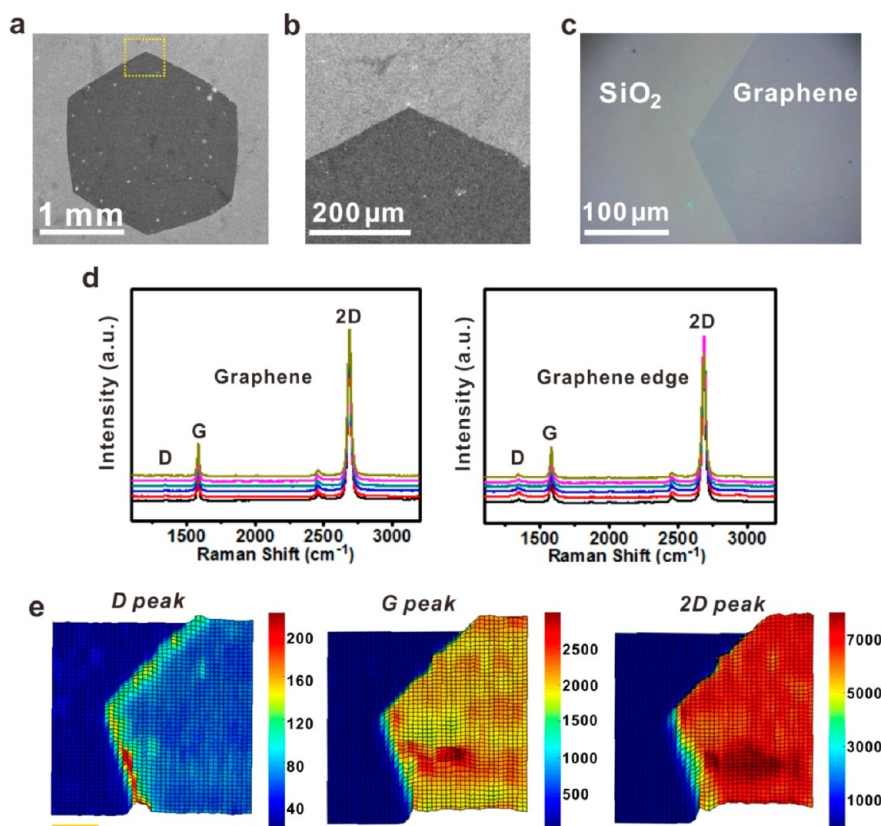 a
b
c
1 mm
200 µm
SiO₂
Graphene
100 µm
d
Intensity (a.u.)
2D
Graphene
G
D
1500 2000 2500 3000
Raman Shift (cm⁻¹)
Intensity (a.u.)
2D
Graphene edge
G
D
1500 2000 2500 3000
Raman Shift (cm⁻¹)
e
D peak
200
160
120
80
40
G peak
2500
2000
1500
1000
500
2D peak
7000
5000
3000
1000